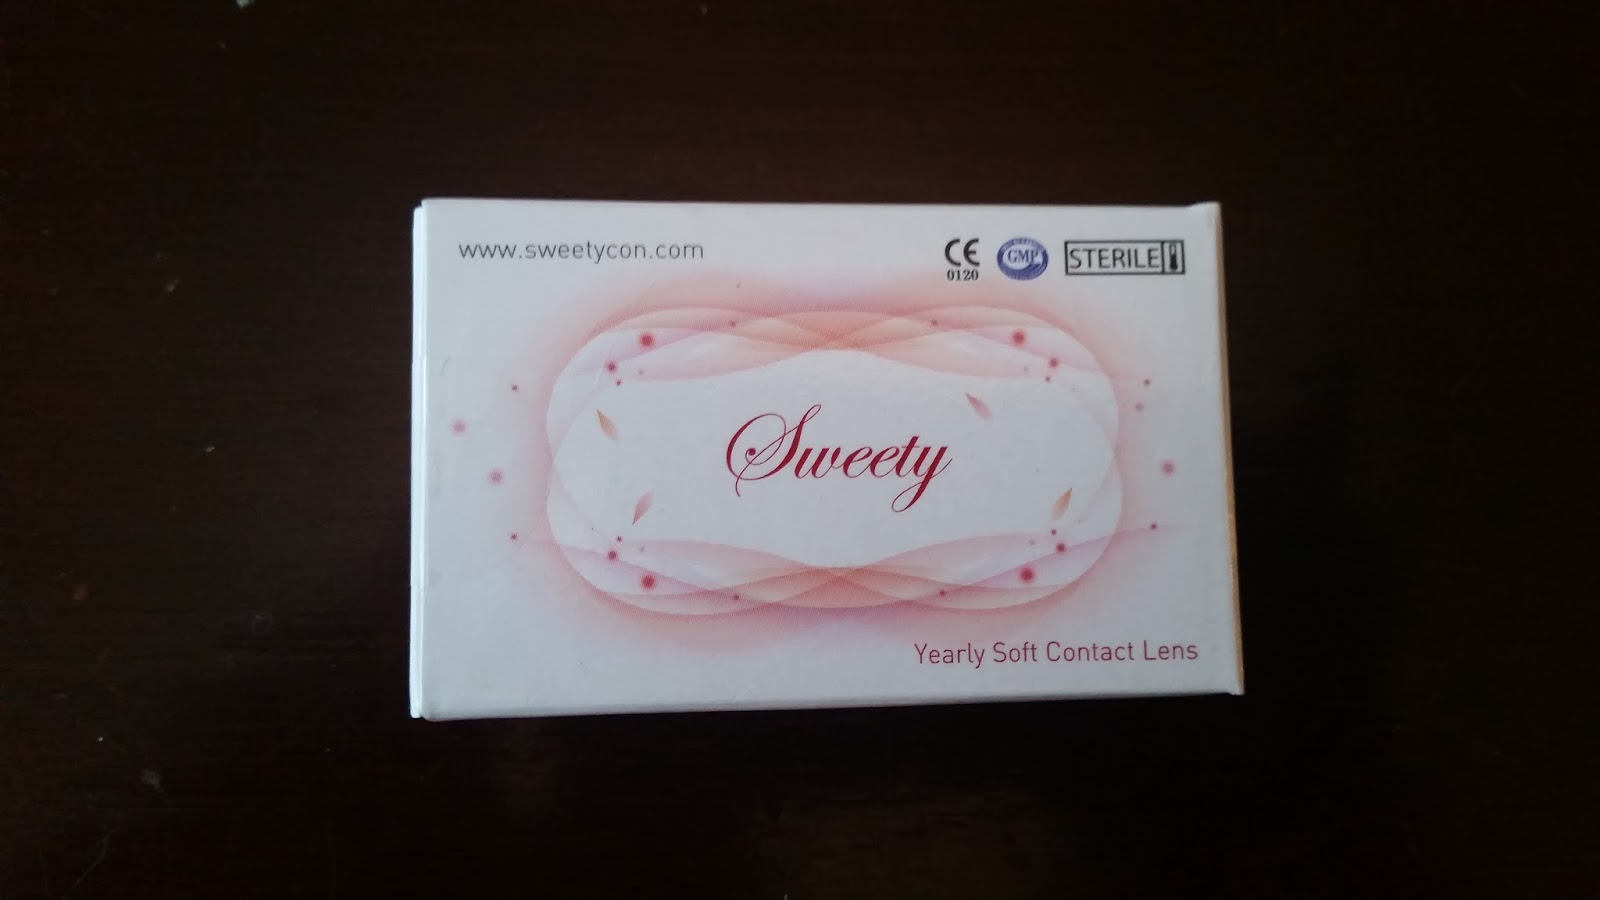 www.sweetycon.com
CE 0120
GMP
STERILE
Sweety
Yearly Soft Contact Lens